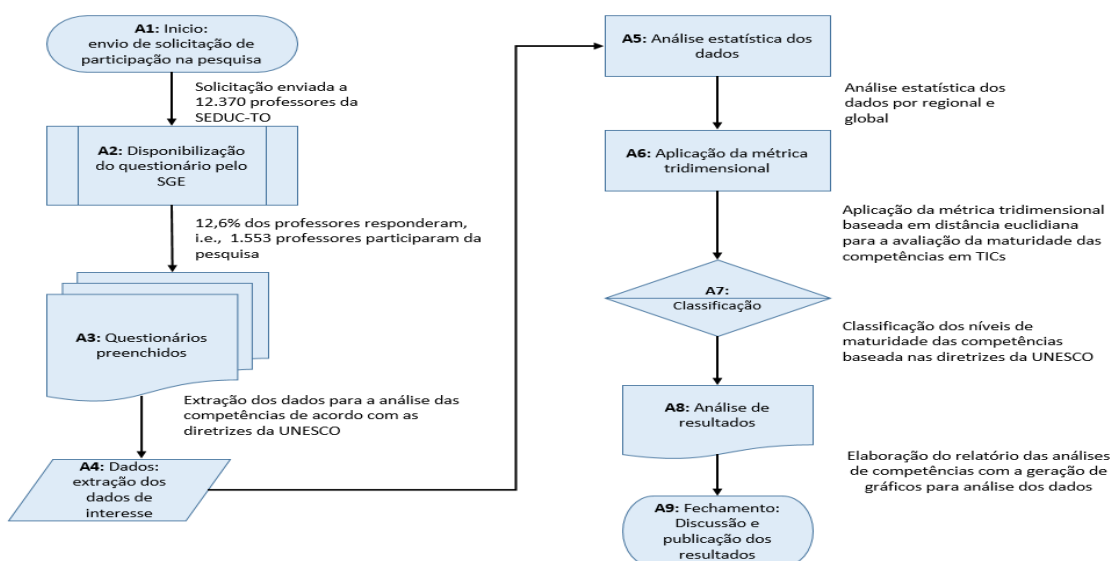 A1: Inicio:
envio de solicitação de
participação na pesquisa
Solicitação enviada a
12.370 professores da
SEDUC-TO
A2: Disponibilização
do questionário pelo
SGE
12,6% dos professores responderam,
i.e., 1.553 professores participaram da
pesquisa
A3: Questionários
preenchidos
Extração dos dados para a análise das
competências de acordo com as
diretrizes da UNESCO
A4: Dados:
extração dos
dados de
interesse
A5: Análise estatística dos
dados
Análise estatística dos
dados por regional e
global
A6: Aplicação da métrica
tridimensional
Aplicação da métrica tridimensional
baseada em distância euclidiana
para a avaliação da maturidade das
competências em TICs
A7:
Classificação
Classificação dos níveis de
maturidade das competências
baseada nas diretrizes da UNESCO
A8: Análise de
resultados
Elaboração do relatório das análises
de competências com a geração de
gráficos para análise dos dados
A9: Fechamento:
Discussão e
publicação dos
resultados